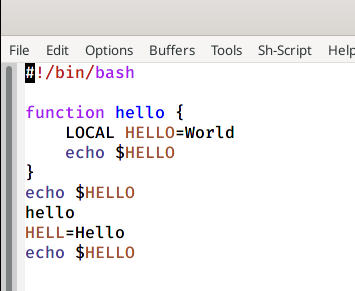 File Edit Options Buffers Tools Sh-Script Help
#!/bin/bash
function hello {
    LOCAL HELLO=World
    echo $HELLO
}
echo $HELLO
hello
HELL=Hello
echo $HELLO